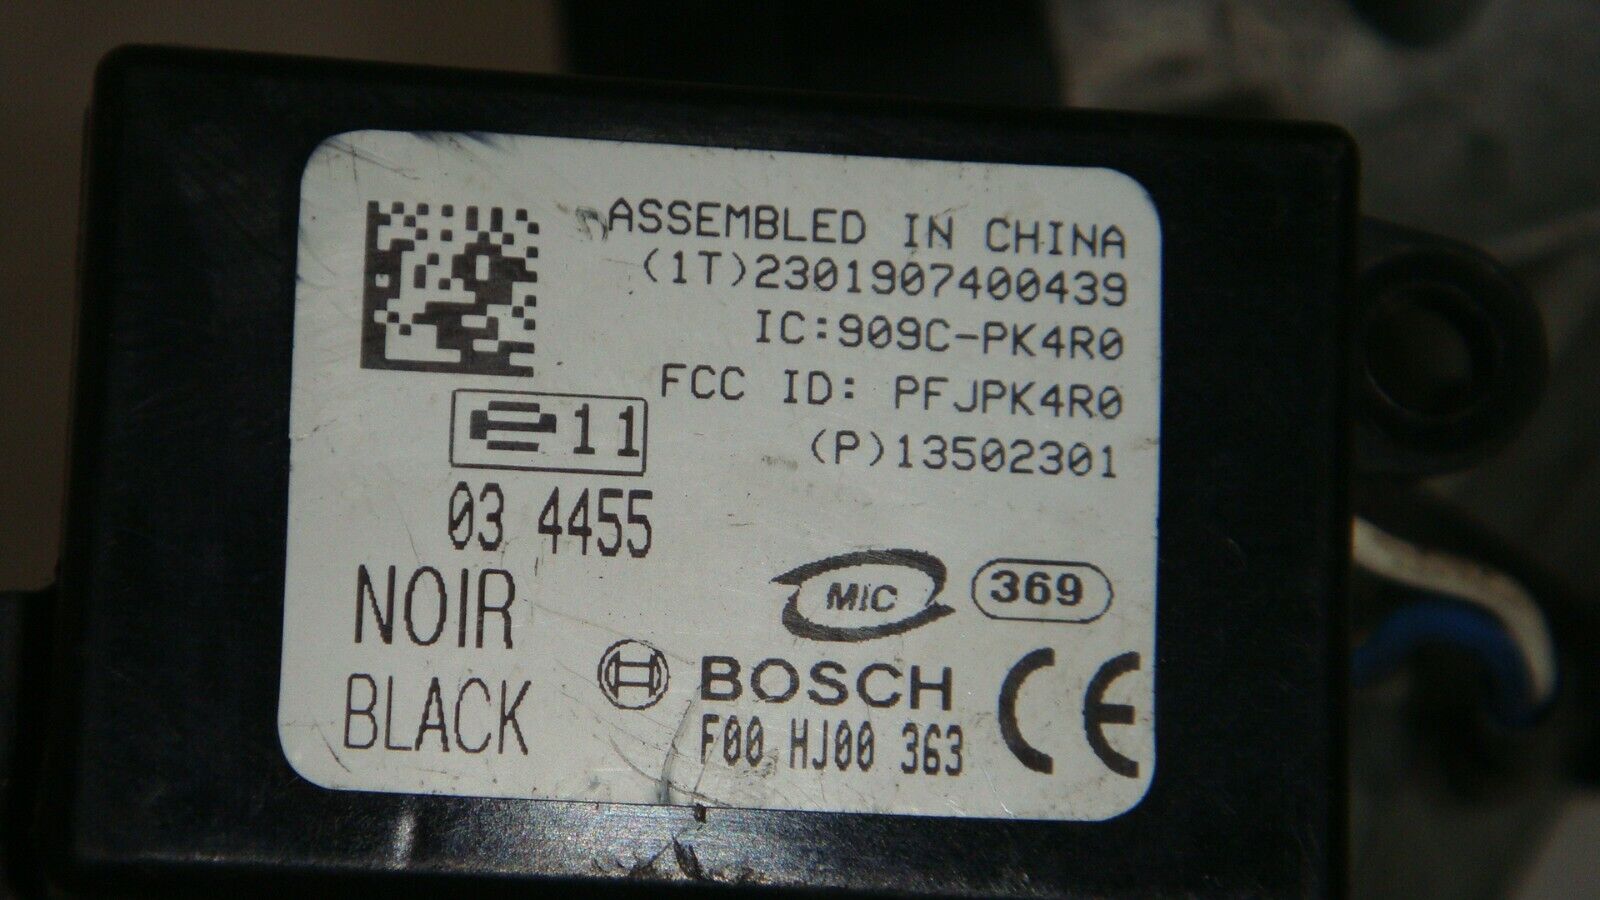 ASSEMBLED IN CHINA
(1T)2301907400439
IC:909C-PK4R0
FCC ID: PFJPK4R0
(P)13502301
e11
03 4455
NOIR
BLACK
MIC
369
BOSCH
F00 HJ00 363
CE